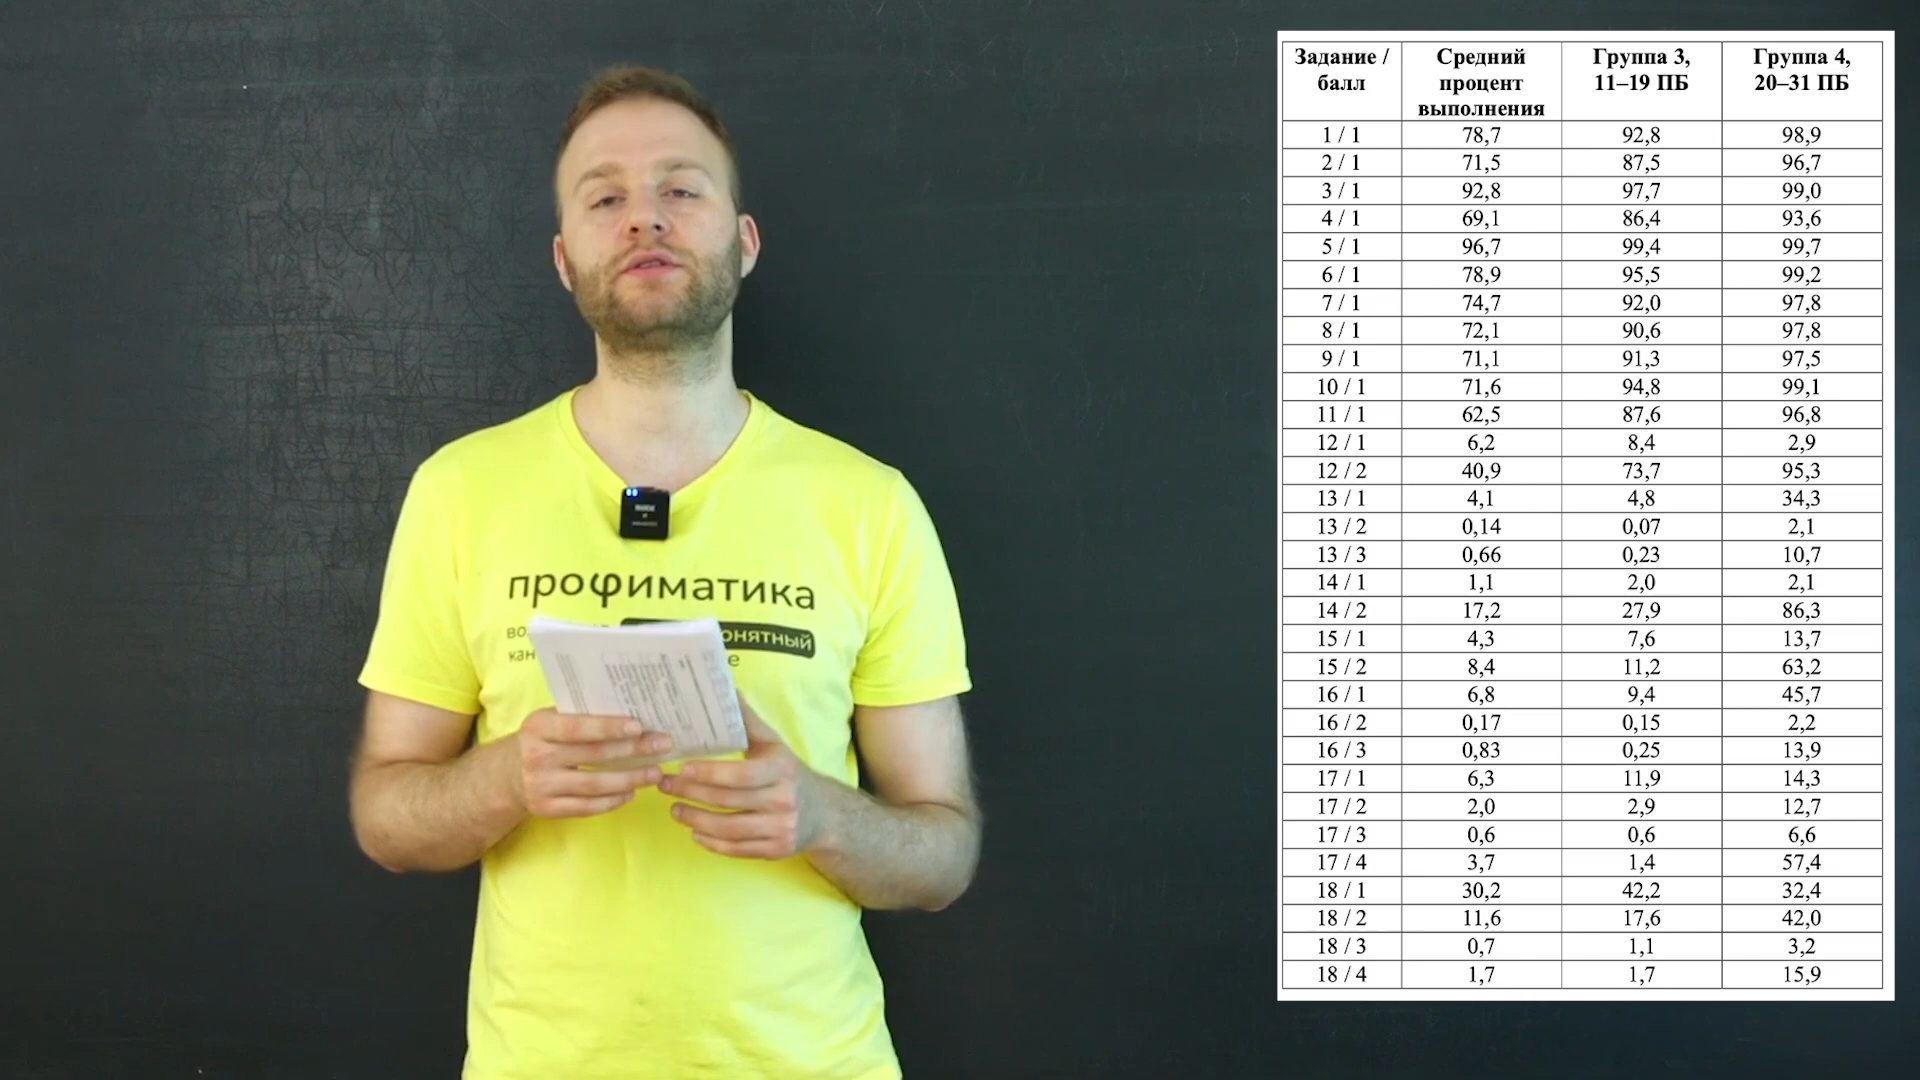 профиматика
онятный
кан
Задание / балл | Средний процент выполнения | Группа 3, 11–19 ПБ | Группа 4, 20–31 ПБ
1 / 1 | 78,7 | 92,8 | 98,9
2 / 1 | 71,5 | 87,5 | 96,7
3 / 1 | 92,8 | 97,7 | 99,0
4 / 1 | 69,1 | 86,4 | 93,6
5 / 1 | 96,7 | 99,4 | 99,7
6 / 1 | 78,9 | 95,5 | 99,2
7 / 1 | 74,7 | 92,0 | 97,8
8 / 1 | 72,1 | 90,6 | 97,8
9 / 1 | 71,1 | 91,3 | 97,5
10 / 1 | 71,6 | 94,8 | 99,1
11 / 1 | 62,5 | 87,6 | 96,8
12 / 1 | 6,2 | 8,4 | 2,9
12 / 2 | 40,9 | 73,7 | 95,3
13 / 1 | 4,1 | 4,8 | 34,3
13 / 2 | 0,14 | 0,07 | 2,1
13 / 3 | 0,66 | 0,23 | 10,7
14 / 1 | 1,1 | 2,0 | 2,1
14 / 2 | 17,2 | 27,9 | 86,3
15 / 1 | 4,3 | 7,6 | 13,7
15 / 2 | 8,4 | 11,2 | 63,2
16 / 1 | 6,8 | 9,4 | 45,7
16 / 2 | 0,17 | 0,15 | 2,2
16 / 3 | 0,83 | 0,25 | 13,9
17 / 1 | 6,3 | 11,9 | 14,3
17 / 2 | 2,0 | 2,9 | 12,7
17 / 3 | 0,6 | 0,6 | 6,6
17 / 4 | 3,7 | 1,4 | 57,4
18 / 1 | 30,2 | 42,2 | 32,4
18 / 2 | 11,6 | 17,6 | 42,0
18 / 3 | 0,7 | 1,1 | 3,2
18 / 4 | 1,7 | 1,7 | 15,9